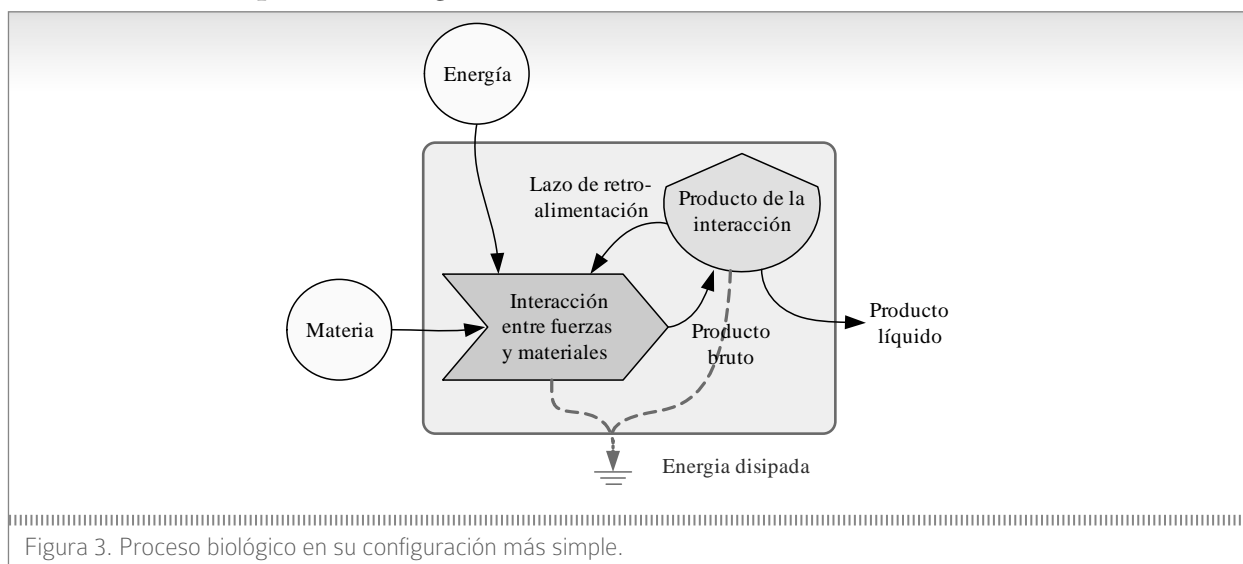 Energía
Lazo de retro-
alimentación
Producto de la
interacción
Materia
Interacción
entre fuerzas
y materiales
Producto
bruto
Producto
líquido
Energia disipada
Figura 3. Proceso biológico en su configuración más simple.